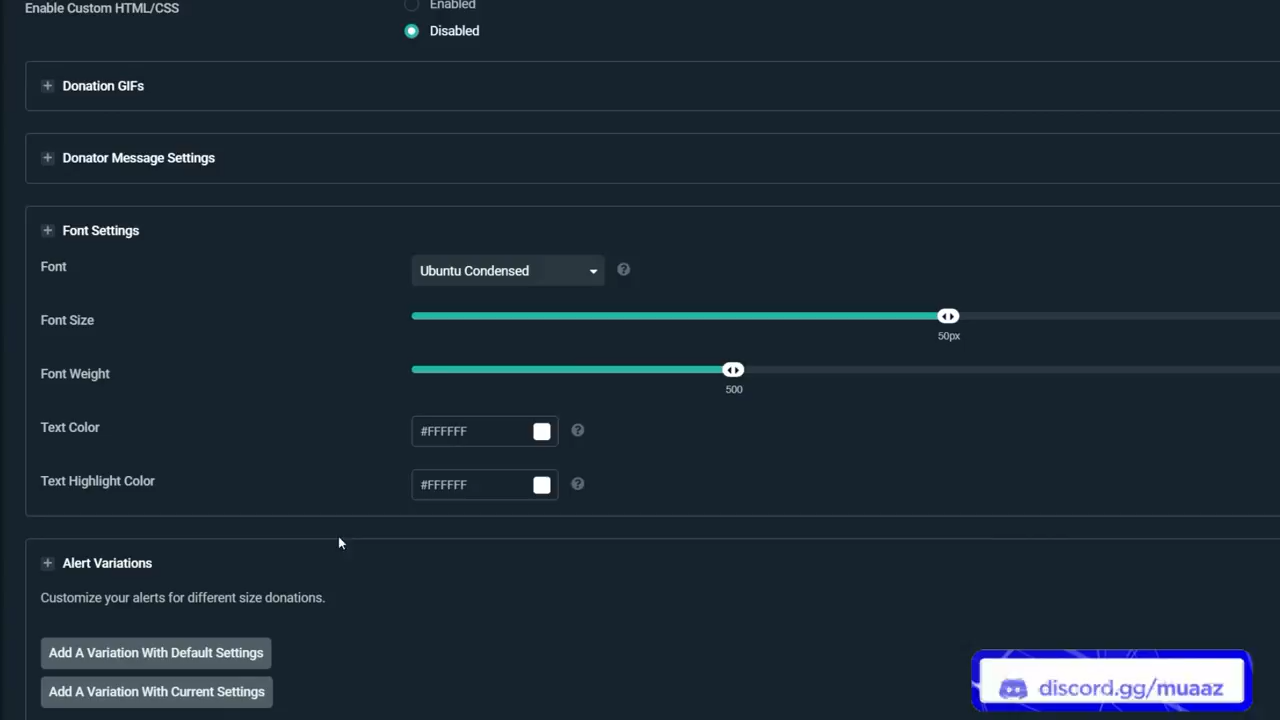 Enable Custom HTML/CSS
Enabled
Disabled
Donation GIFs
Donator Message Settings
Font Settings
Font
Ubuntu Condensed
Font Size
50px
Font Weight
500
Text Color
#FFFFFF
Text Highlight Color
#FFFFFF
Alert Variations
Customize your alerts for different size donations.
Add A Variation With Default Settings
Add A Variation With Current Settings
discord.gg/muaaz